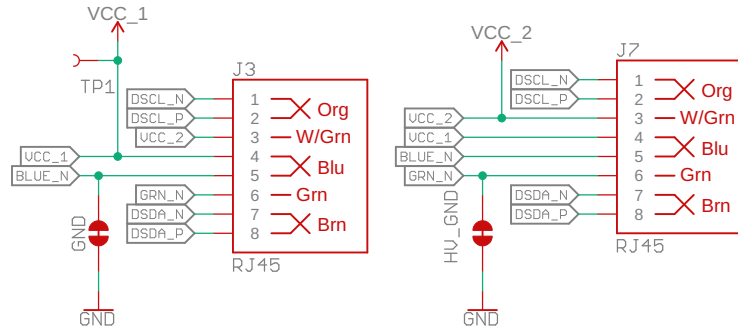 VCC_1
TP1
J3
DSCL_N 1
DSCL_P 2 Org
VCC_2 3 W/Grn
VCC_1 4
BLUE_N 5 Blu
GRN_N 6 Grn
DSDA_N 7
DSDA_P 8 Brn
GND
RJ45
GND
VCC_2
J7
DSCL_N 1
DSCL_P 2 Org
VCC_2 3 W/Grn
VCC_1 4
BLUE_N 5 Blu
GRN_N 6 Grn
DSDA_N 7
DSDA_P 8 Brn
HV_GND
RJ45
GND